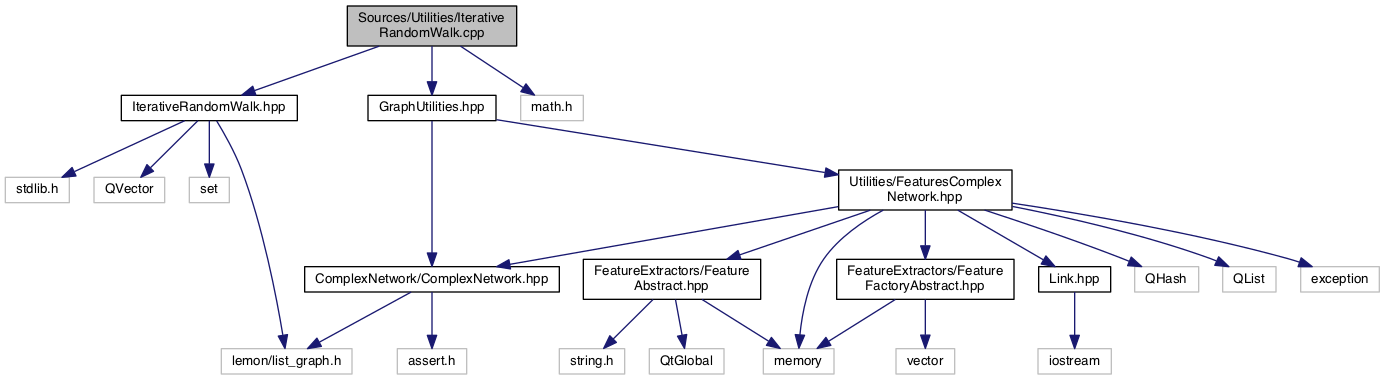 Sources/Utilities/Iterative
RandomWalk.cpp
IterativeRandomWalk.hpp
GraphUtilities.hpp
math.h
stdlib.h
QVector
set
Utilities/FeaturesComplex
Network.hpp
ComplexNetwork/ComplexNetwork.hpp
FeatureExtractors/Feature
Abstract.hpp
FeatureExtractors/Feature
FactoryAbstract.hpp
Link.hpp
QHash
QList
exception
lemon/list_graph.h
assert.h
string.h
QtGlobal
memory
vector
iostream